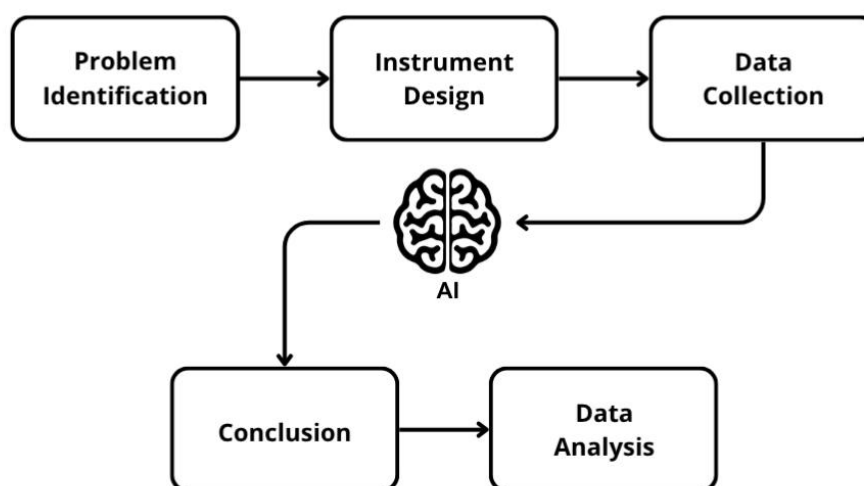 Problem
Identification
Instrument
Design
Data
Collection
AI
Conclusion
Data
Analysis